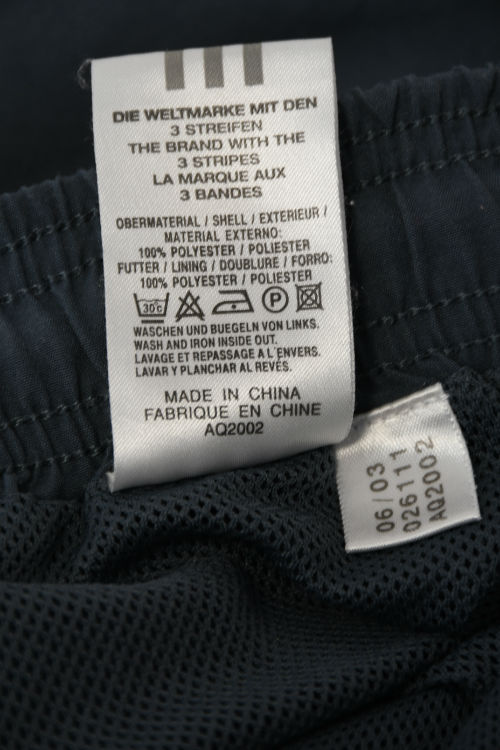 DIE WELTMARKE MIT DEN
3 STREIFEN
THE BRAND WITH THE
3 STRIPES
LA MARQUE AUX
3 BANDES
OBERMATERIAL / SHELL / EXTERIEUR /
MATERIAL EXTERNO:
100% POLYESTER / POLIESTER
FUTTER / LINING / DOUBLURE / FORRO:
100% POLYESTER / POLIESTER
30°C
P
WASCHEN UND BUEGELN VON LINKS.
WASH AND IRON INSIDE OUT.
LAVAGE ET REPASSAGE A L'ENVERS.
LAVAR Y PLANCHAR AL REVÉS.
MADE IN CHINA
FABRIQUE EN CHINE
AQ2002
06/03
026111
AQ2002